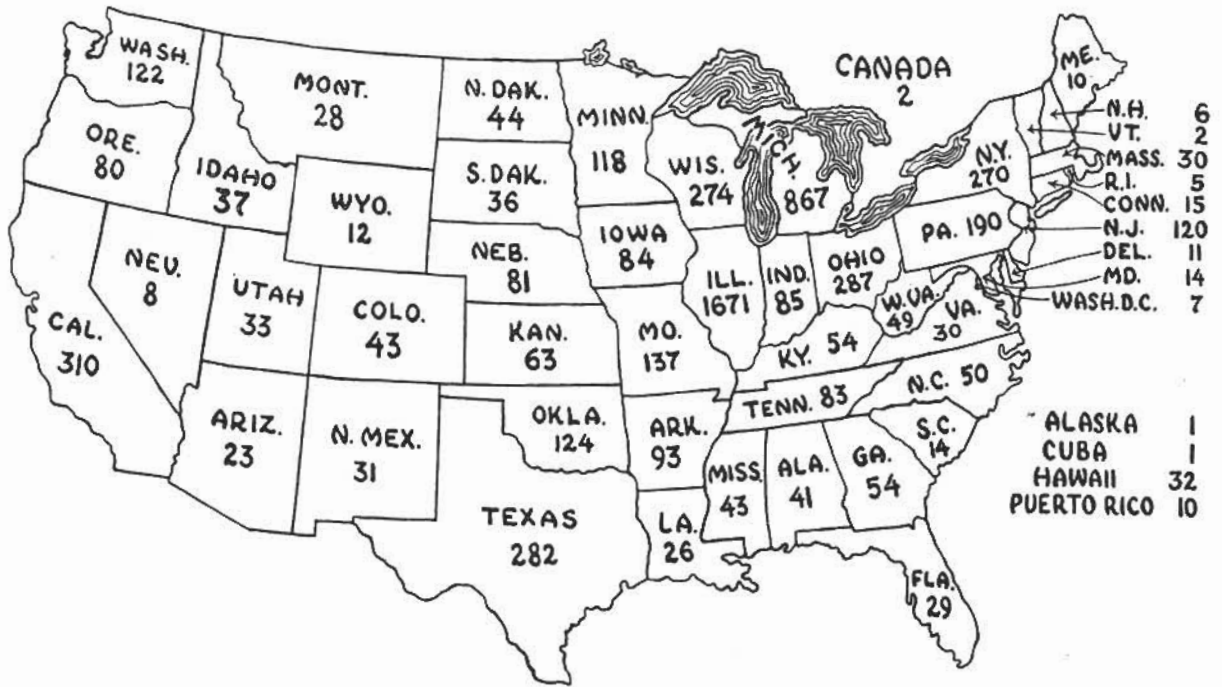 WASH.
122
MONT.
28
N. DAK.
44
MINN.
118
CANADA
2
ME.
10
ORE.
80
IDAHO
37
WYO.
12
S. DAK.
36
WIS.
274
MICH.
867
N.Y.
270
N.H. 6
VT. 2
MASS. 30
R.I. 5
CONN. 15
N.J. 120
DEL. 11
MD. 14
WASH.D.C. 7
CAL.
310
NEV.
8
UTAH
33
COLO.
43
NEB.
81
KAN.
63
IOWA
84
MO.
137
ILL.
1671
IND.
85
OHIO
287
PA. 190
W.VA.
49
VA.
30
KY. 54
ARIZ.
23
N. MEX.
31
OKLA.
124
ARK.
93
TENN. 83
N.C. 50
S.C.
14
TEXAS
282
LA.
26
MISS.
43
ALA.
41
GA.
54
FLA.
29
ALASKA 1
CUBA 1
HAWAII 32
PUERTO RICO 10